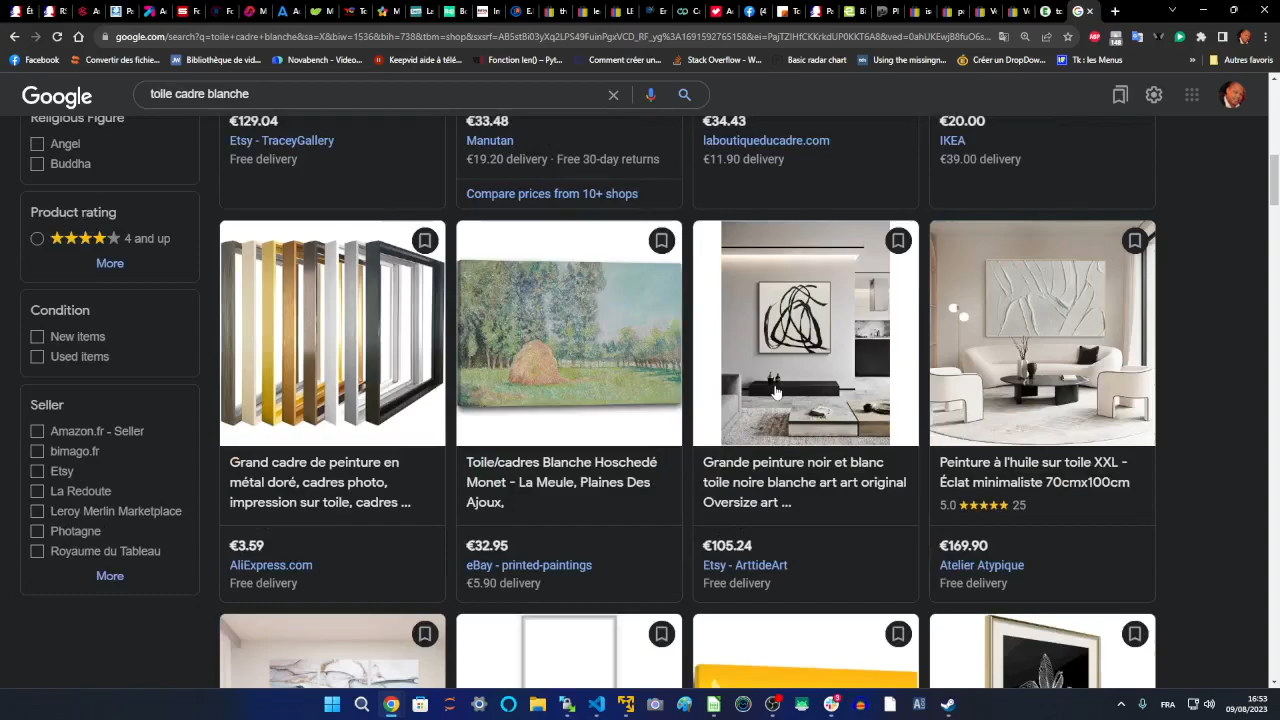 google.com/search?q=toile+cadre+blanche&sa=X&biw=1536&bih=738&tbm=shop&sxsrf=AB5stBi03yXq2LPS49FuinPgxVCD_RF_yg%3A1691592765158&ei=PajTZIHfCKKrkdUP0KKT6A8&ved=0ahUKEwjB8fuO6s...
Facebook
Convertir des fichie...
Bibliothèque de vid...
Novabench - Video...
Keepvid aide à télé...
Fonction len() – Pyt...
Comment créer un...
Stack Overflow - W...
Basic radar chart
Using the missingn...
Créer un DropDow...
Tk : les Menus
Autres favoris
Google
toile cadre blanche
Religious Figure
Angel
Buddha
Product rating
4 and up
More
Condition
New items
Used items
Seller
Amazon.fr - Seller
bimago.fr
Etsy
La Redoute
Leroy Merlin Marketplace
Photagne
Royaume du Tableau
More
€129.04
Etsy - TraceyGallery
Free delivery
€33.48
Manutan
€19.20 delivery · Free 30-day returns
Compare prices from 10+ shops
€34.43
laboutiqueducadre.com
€11.90 delivery
€20.00
IKEA
€39.00 delivery
Grand cadre de peinture en
métal doré, cadres photo,
impression sur toile, cadres ...
€3.59
AliExpress.com
Free delivery
Toile/cadres Blanche Hoschedé
Monet - La Meule, Plaines Des
Ajoux,
€32.95
eBay - printed-paintings
€5.90 delivery
Grande peinture noir et blanc
toile noire blanche art art original
Oversize art ...
€105.24
Etsy - ArttideArt
Free delivery
Peinture à l'huile sur toile XXL -
Éclat minimaliste 70cmx100cm
5.0 ★★★★★ 25
€169.90
Atelier Atypique
Free delivery
FRA
16:53
09/08/2023